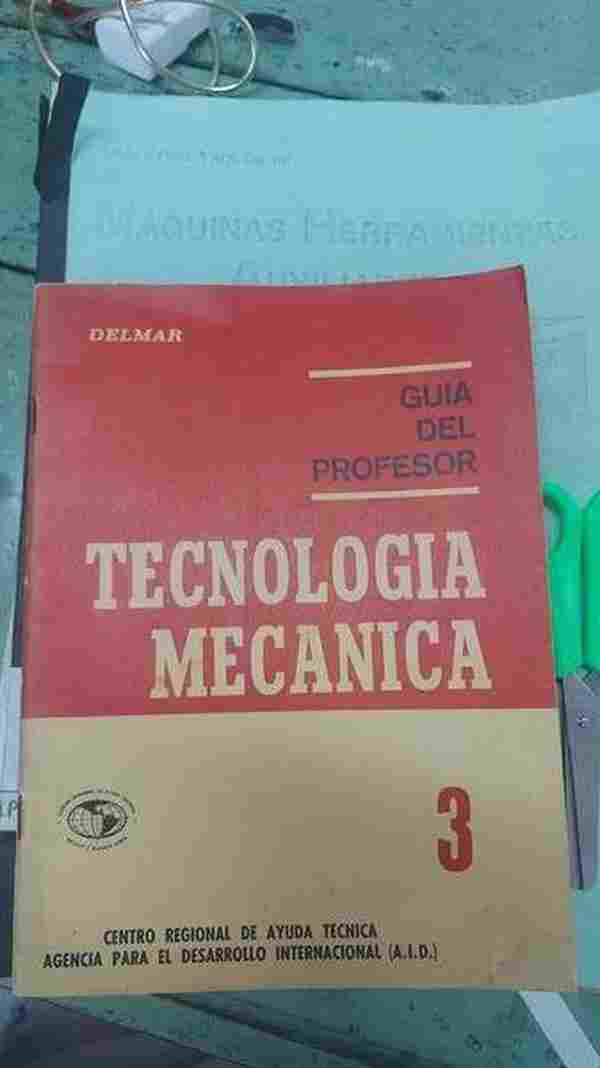 MAQUINAS HERRAMIENTAS
DELMAR
GUIA
DEL
PROFESOR
TECNOLOGIA
MECANICA
3
CENTRO REGIONAL DE AYUDA TECNICA
AGENCIA PARA EL DESARROLLO INTERNACIONAL (A.I.D.)